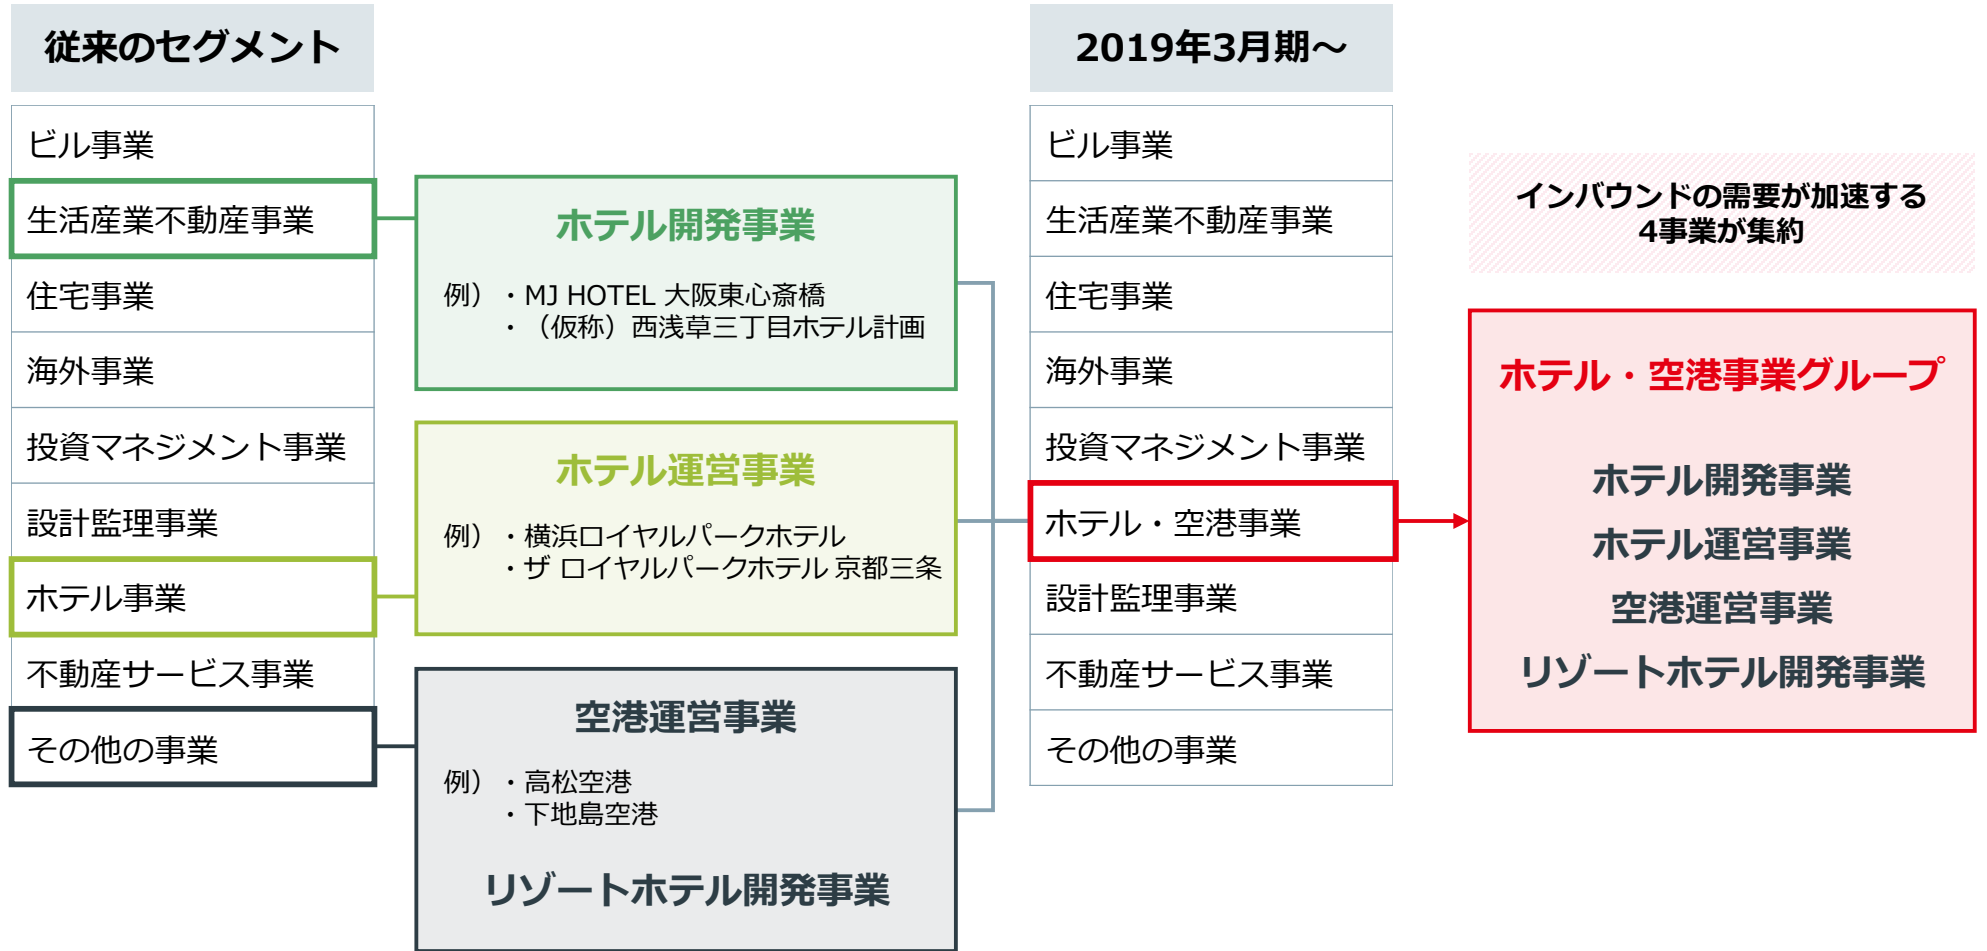 従来のセグメント
ビル事業
生活産業不動産事業
住宅事業
海外事業
投資マネジメント事業
設計監理事業
ホテル事業
不動産サービス事業
その他の事業
ホテル開発事業
例）・MJ HOTEL 大阪東心斎橋
・（仮称）西浅草三丁目ホテル計画
ホテル運営事業
例）・横浜ロイヤルパークホテル
・ザ ロイヤルパークホテル 京都三条
空港運営事業
例）・高松空港
・下地島空港
リゾートホテル開発事業
2019年3月期～
ビル事業
生活産業不動産事業
住宅事業
海外事業
投資マネジメント事業
ホテル・空港事業
設計監理事業
不動産サービス事業
その他の事業
インバウンドの需要が加速する
4事業が集約
ホテル・空港事業グループ
ホテル開発事業
ホテル運営事業
空港運営事業
リゾートホテル開発事業